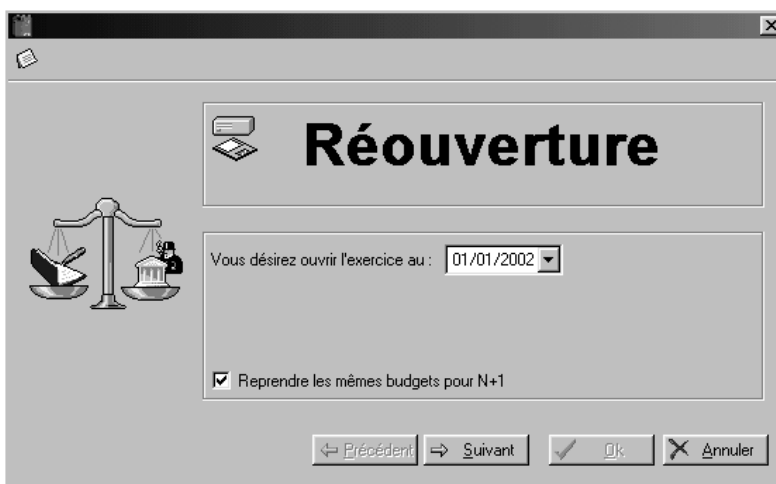 Réouverture
Vous désirez ouvrir l'exercice au : 01/01/2002
Reprendre les mêmes budgets pour N+1
Précédent Suivant Ok Annuler